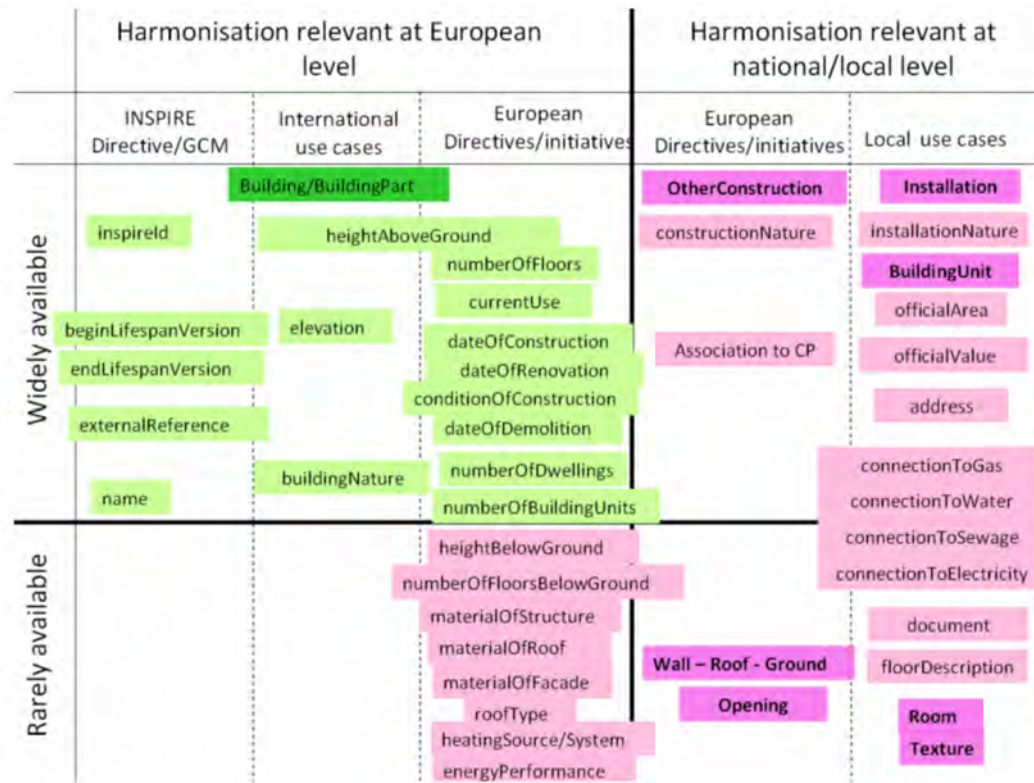 Harmonisation relevant at European
level
Harmonisation relevant at
national/local level
INSPIRE
Directive/GCM
International
use cases
European
Directives/initiatives
European
Directives/initiatives
Local use cases
Widely available
Building/BuildingPart
OtherConstruction
Installation
inspireId
heightAboveGround
constructionNature
installationNature
numberOfFloors
BuildingUnit
currentUse
officialArea
beginLifespanVersion
elevation
dateOfConstruction
Association to CP
officialValue
endLifespanVersion
dateOfRenovation
conditionOfConstruction
address
externalReference
dateOfDemolition
buildingNature
numberOfDwellings
connectionToGas
name
numberOfBuildingUnits
connectionToWater
Rarely available
heightBelowGround
connectionToSewage
numberOfFloorsBelowGround
connectionToElectricity
materialOfStructure
document
materialOfRoof
Wall – Roof - Ground
floorDescription
materialOfFacade
Opening
roofType
Room
heatingSource/System
Texture
energyPerformance